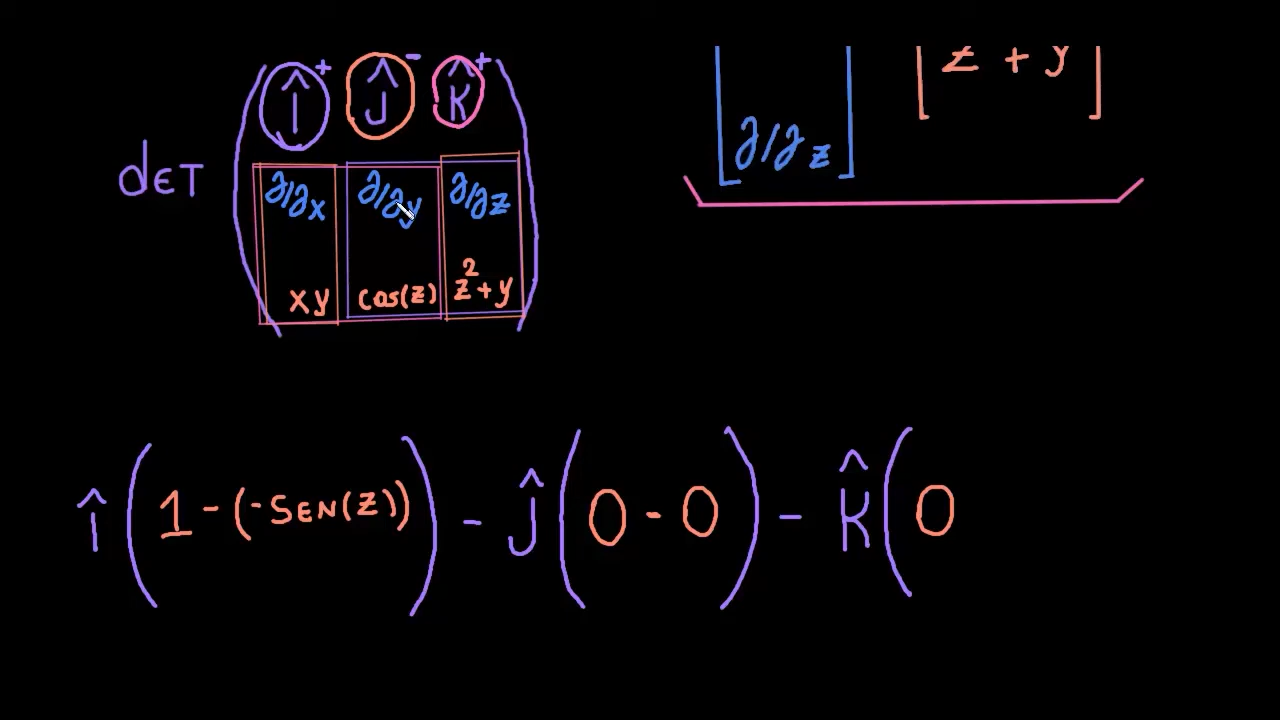 î⁺ ĵ⁻ k̂⁺
dET
∂/∂x ∂/∂y ∂/∂z
xy cos(z) z²+y
∂/∂z
z + y
î(1-(-SEN(z))) - ĵ(0-0) - k̂(0